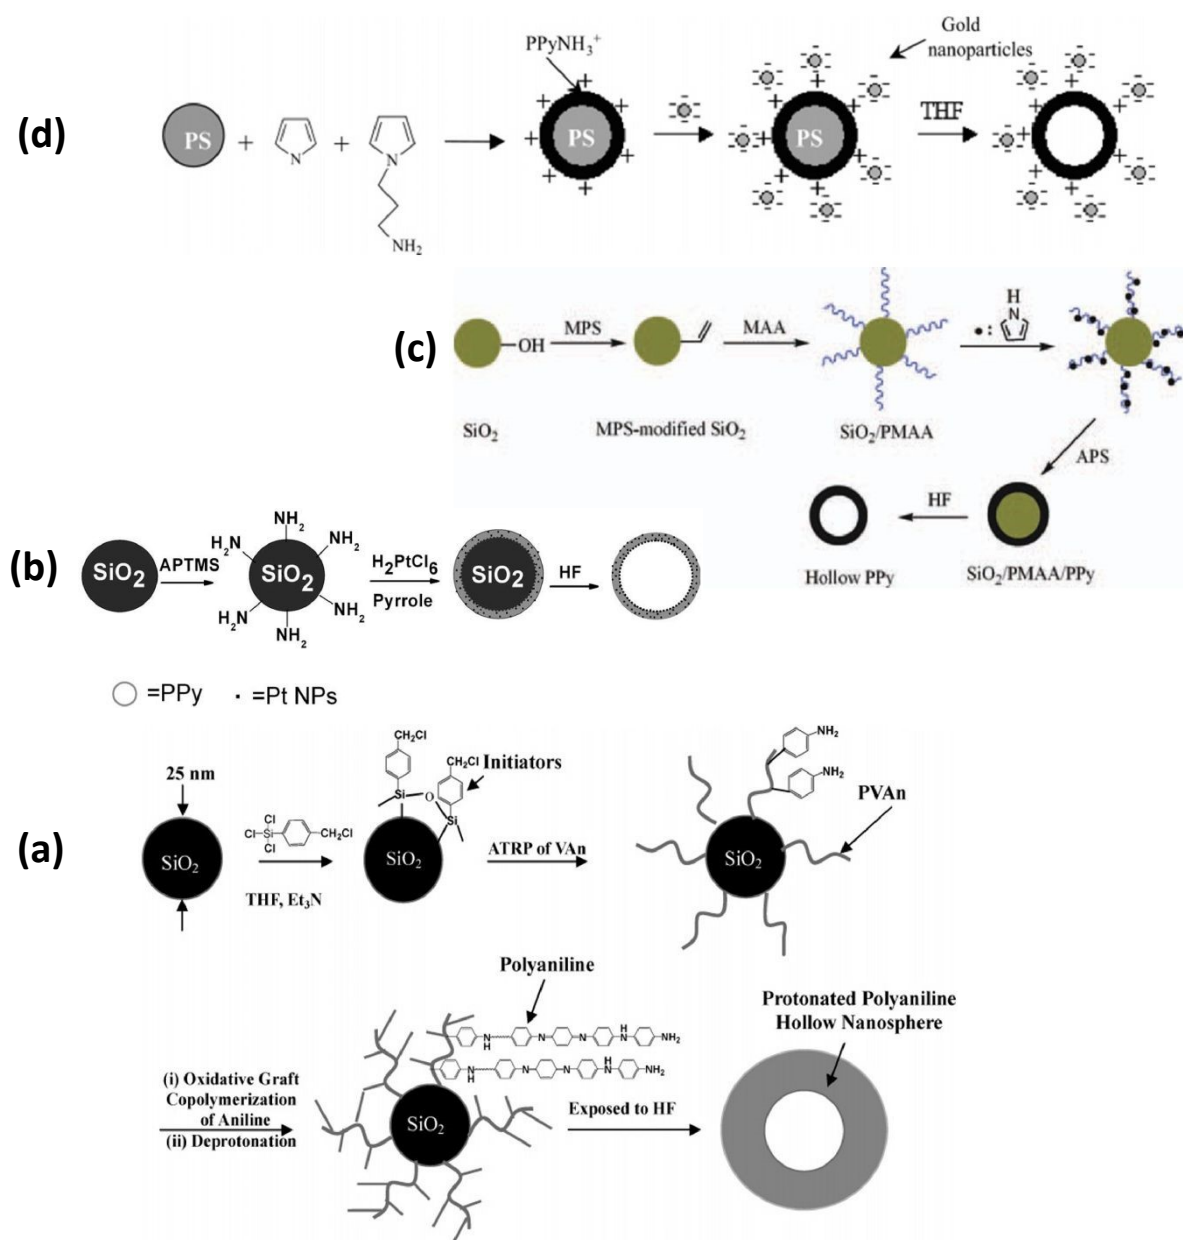 (d)
PS
+
N
+
N
NH2
PPyNH3+
PS
Gold
nanoparticles
PS
THF
(c)
OH
SiO2
MPS
MPS-modified SiO2
MAA
SiO2/PMAA
H
N
•:
APS
SiO2/PMAA/PPy
HF
Hollow PPy
(b)
SiO2
APTMS
NH2
H2N
NH2
SiO2
H2N
NH2
NH2
H2PtCl6
Pyrrole
SiO2
HF
=PPy
· =Pt NPs
(a)
25 nm
SiO2
Cl
Cl
Si
Cl
CH2Cl
THF, Et3N
CH2Cl
CH2Cl
Initiators
Si
O
Si
SiO2
ATRP of VAn
NH2
NH2
PVAn
SiO2
(i) Oxidative Graft
Copolymerization
of Aniline
(ii) Deprotonation
Polyaniline
N
H
N
N
H
N
NH2
N
H
N
N
H
N
NH2
SiO2
Exposed to HF
Protonated Polyaniline
Hollow Nanosphere